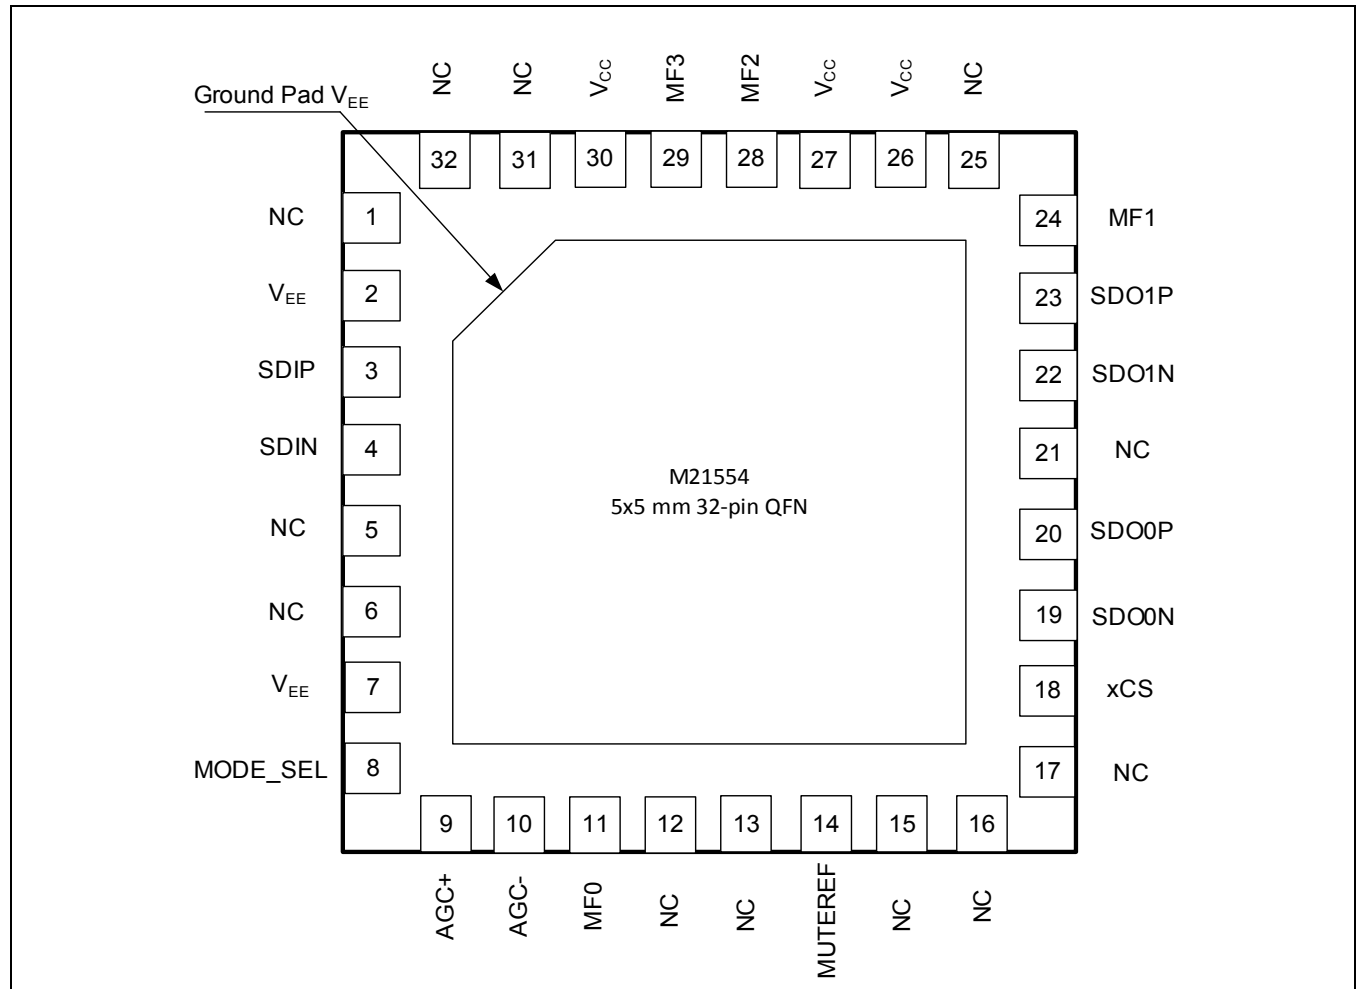 NC
NC
VCC
MF3
MF2
VCC
VCC
NC
Ground Pad VEE
32
31
30
29
28
27
26
25
NC 1
24 MF1
VEE 2
23 SDO1P
SDIP 3
22 SDO1N
SDIN 4
21 NC
M21554
5x5 mm 32-pin QFN
NC 5
20 SDO0P
NC 6
19 SDO0N
VEE 7
18 xCS
MODE_SEL 8
17 NC
9
10
11
12
13
14
15
16
AGC+
AGC-
MF0
NC
NC
MUTEREF
NC
NC